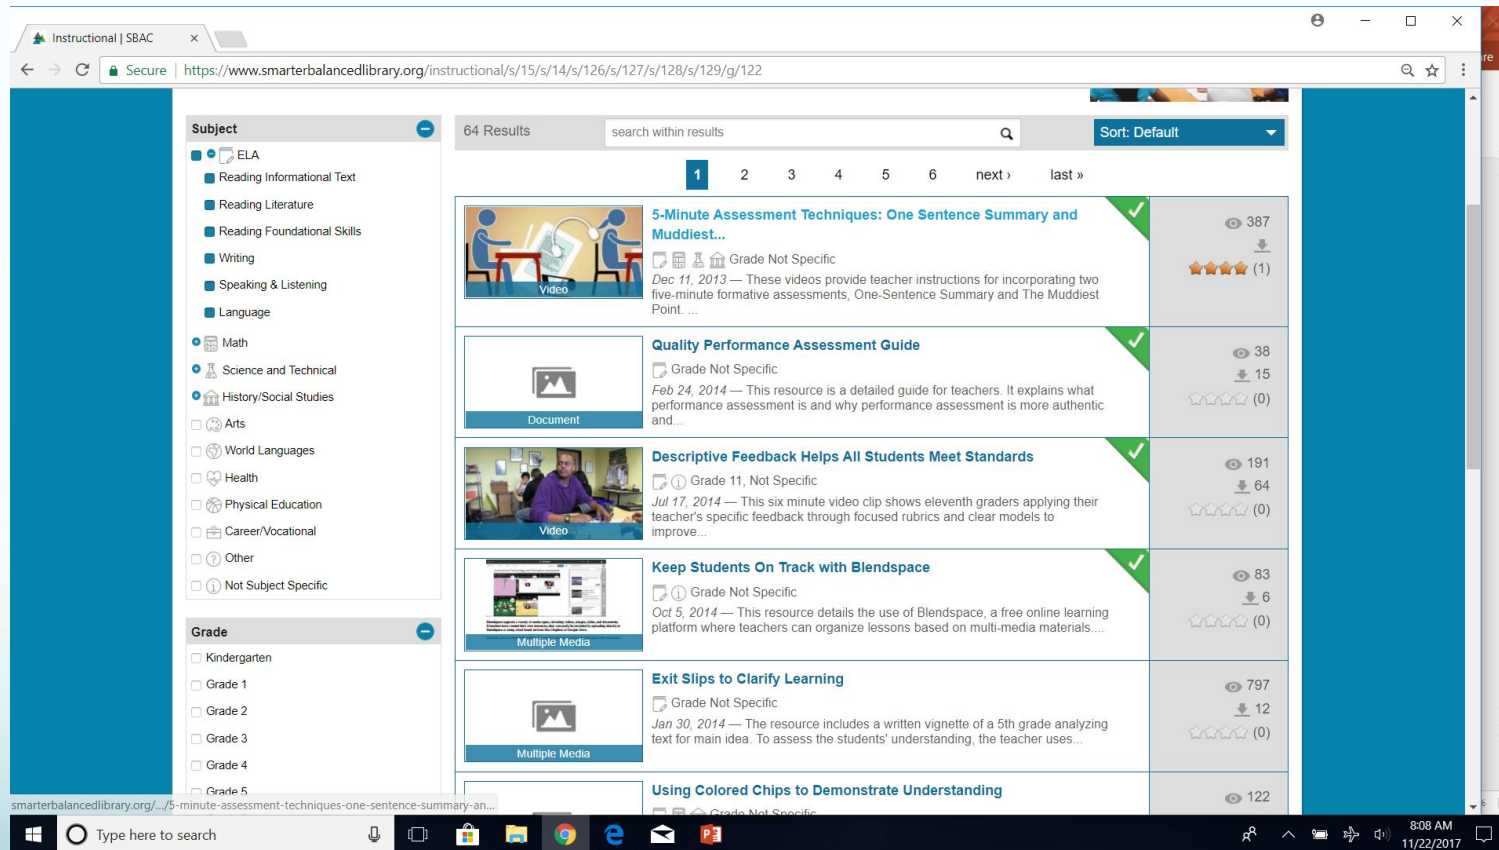 Instructional | SBAC
Secure | https://www.smarterbalancedlibrary.org/instructional/s/15/s/14/s/126/s/127/s/128/s/129/g/122
Subject
ELA
Reading Informational Text
Reading Literature
Reading Foundational Skills
Writing
Speaking & Listening
Language
Math
Science and Technical
History/Social Studies
Arts
World Languages
Health
Physical Education
Career/Vocational
Other
Not Subject Specific
Grade
Kindergarten
Grade 1
Grade 2
Grade 3
Grade 4
Grade 5
64 Results
search within results
Sort: Default
1 2 3 4 5 6 next › last »
5-Minute Assessment Techniques: One Sentence Summary and
Muddiest...
Grade Not Specific
Dec 11, 2013 — These videos provide teacher instructions for incorporating two
five-minute formative assessments, One-Sentence Summary and The Muddiest
Point. ...
Video
387
(1)
Quality Performance Assessment Guide
Grade Not Specific
Feb 24, 2014 — This resource is a detailed guide for teachers. It explains what
performance assessment is and why performance assessment is more authentic
and...
Document
38
15
(0)
Descriptive Feedback Helps All Students Meet Standards
Grade 11, Not Specific
Jul 17, 2014 — This six minute video clip shows eleventh graders applying their
teacher's specific feedback through focused rubrics and clear models to
improve...
Video
191
64
(0)
Keep Students On Track with Blendspace
Grade Not Specific
Oct 5, 2014 — This resource details the use of Blendspace, a free online learning
platform where teachers can organize lessons based on multi-media materials....
Multiple Media
83
6
(0)
Exit Slips to Clarify Learning
Grade Not Specific
Jan 30, 2014 — The resource includes a written vignette of a 5th grade analyzing
text for main idea. To assess the students' understanding, the teacher uses...
Multiple Media
797
12
(0)
Using Colored Chips to Demonstrate Understanding
Grade Not Specific
122
smarterbalancedlibrary.org/.../5-minute-assessment-techniques-one-sentence-summary-an...
Type here to search
8:08 AM
11/22/2017